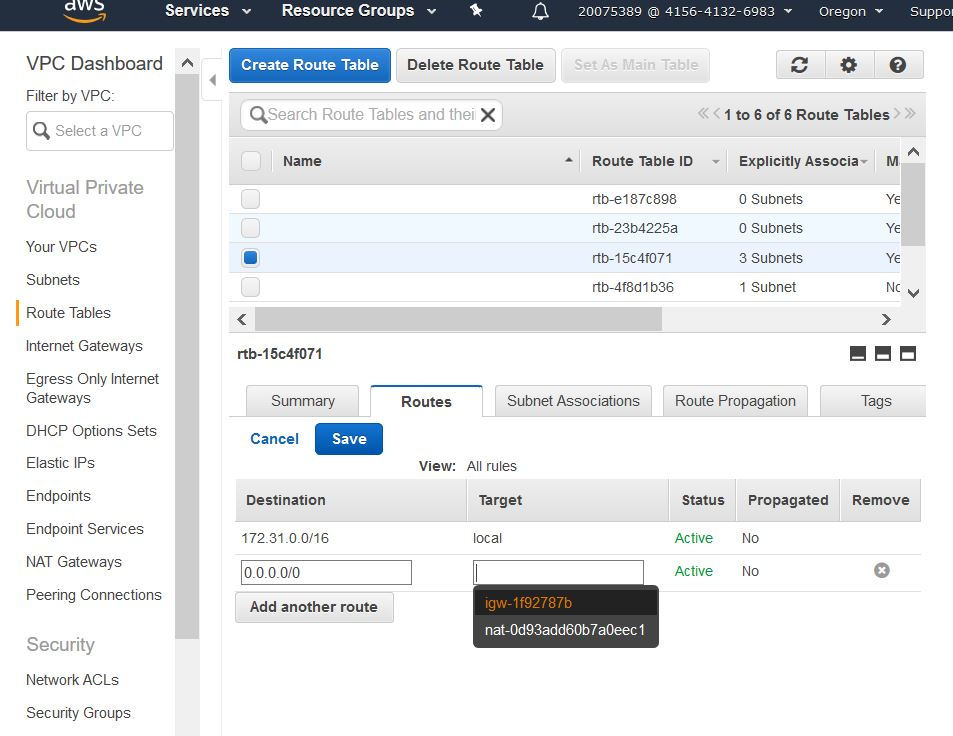 aws
Services
Resource Groups
20075389 @ 4156-4132-6983
Oregon
Suppo
VPC Dashboard
Filter by VPC:
Select a VPC
Virtual Private
Cloud
Your VPCs
Subnets
Route Tables
Internet Gateways
Egress Only Internet
Gateways
DHCP Options Sets
Elastic IPs
Endpoints
Endpoint Services
NAT Gateways
Peering Connections
Security
Network ACLs
Security Groups
Create Route Table
Delete Route Table
Set As Main Table
Search Route Tables and thei
1 to 6 of 6 Route Tables
Name Route Table ID Explicitly Associa M
rtb-e187c898 0 Subnets Ye
rtb-23b4225a 0 Subnets Ye
rtb-15c4f071 3 Subnets Ye
rtb-4f8d1b36 1 Subnet No
rtb-15c4f071
Summary Routes Subnet Associations Route Propagation Tags
Cancel Save
View: All rules
Destination Target Status Propagated Remove
172.31.0.0/16 local Active No
0.0.0.0/0 Active No
igw-1f92787b
nat-0d93add60b7a0eec1
Add another route